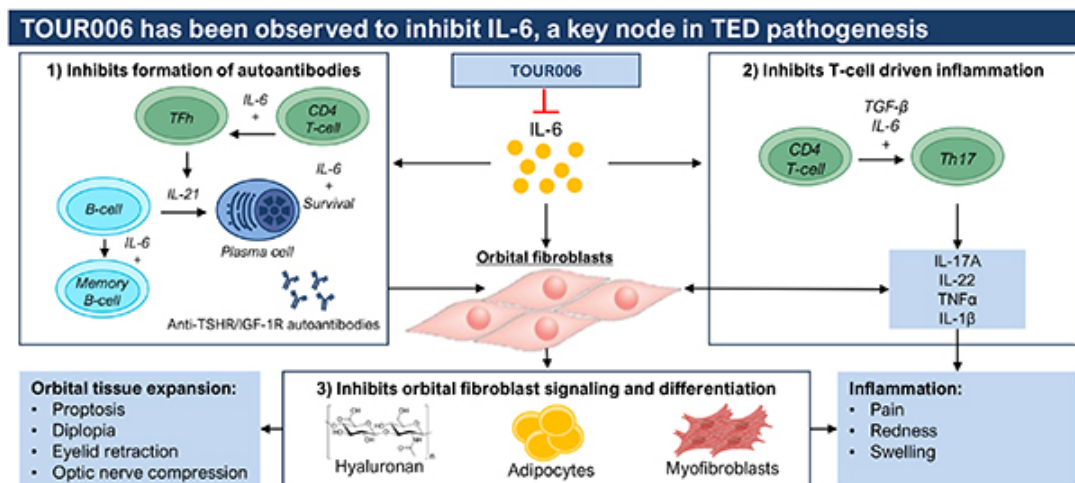 TOUR006 has been observed to inhibit IL-6, a key node in TED pathogenesis
1) Inhibits formation of autoantibodies
TFh
IL-6
+
CD4
T-cell
IL-6
+
Survival
B-cell
IL-21
Plasma cell
IL-6
+
Memory
B-cell
Anti-TSHR/IGF-1R autoantibodies
TOUR006
IL-6
Orbital fibroblasts
2) Inhibits T-cell driven inflammation
TGF-β
IL-6
+
CD4
T-cell
Th17
IL-17A
IL-22
TNFα
IL-1β
Orbital tissue expansion:
• Proptosis
• Diplopia
• Eyelid retraction
• Optic nerve compression
3) Inhibits orbital fibroblast signaling and differentiation
Hyaluronan
Adipocytes
Myofibroblasts
Inflammation:
• Pain
• Redness
• Swelling